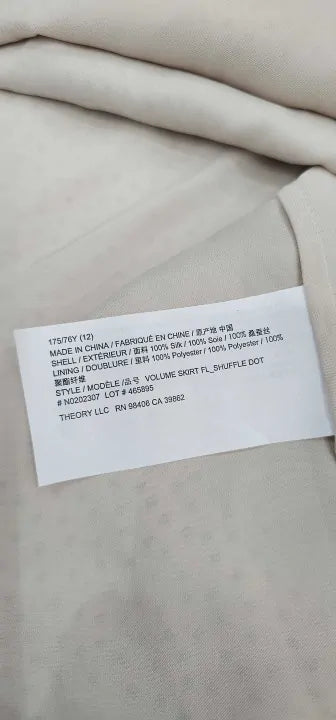 175/76Y (12)
MADE IN CHINA / FABRIQUÉ EN CHINE / 原产地 中国
SHELL / EXTÉRIEUR / 面料 100% Silk / 100% Soie / 100% 桑蚕丝
LINING / DOUBLURE / 里料 100% Polyester / 100% Polyester / 100%
聚酯纤维
STYLE / MODÈLE /品号 VOLUME SKIRT FL_SHUFFLE DOT
# N0202307 LOT # 465895
THEORY LLC RN 98406 CA 39862